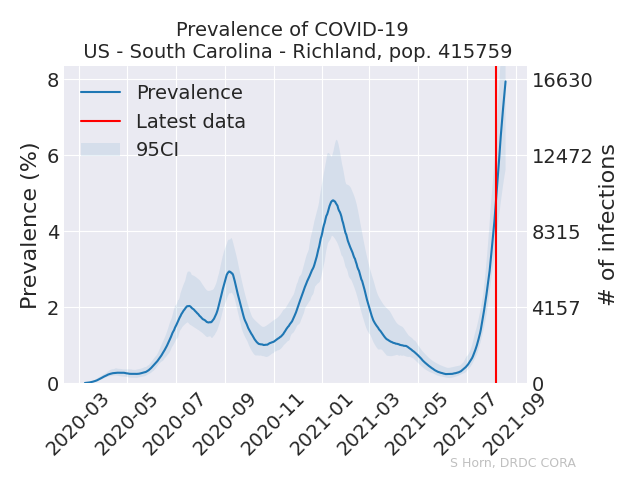 Prevalence of COVID-19
US - South Carolina - Richland, pop. 415759
Prevalence
Latest data
95CI
Prevalence (%)
8
6
4
2
0
16630
12472
8315
4157
0
# of infections
2020-03
2020-05
2020-07
2020-09
2020-11
2021-01
2021-03
2021-05
2021-07
2021-09
S Horn, DRDC CORA